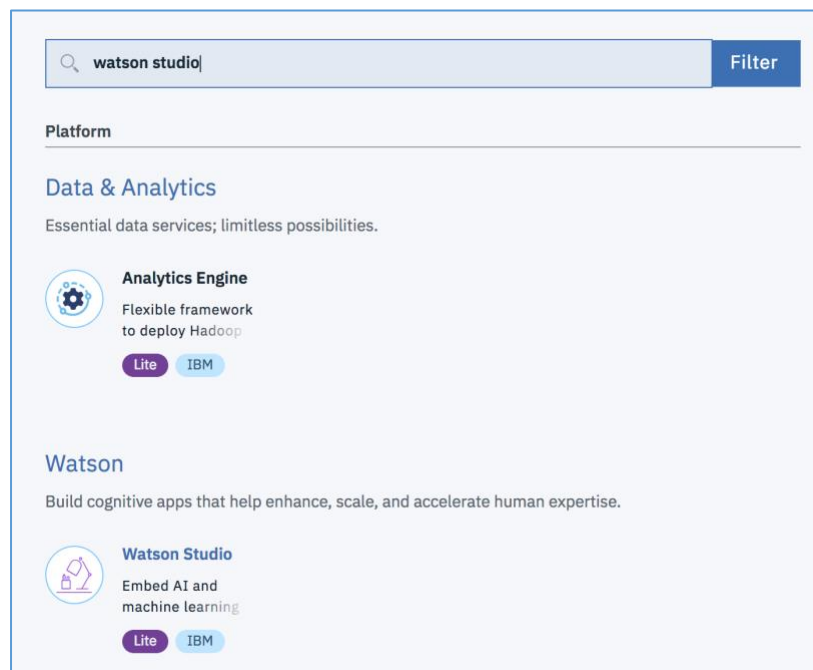 watson studio
Filter
Platform
Data & Analytics
Essential data services; limitless possibilities.
Analytics Engine
Flexible framework
to deploy Hadoop
Lite
IBM
Watson
Build cognitive apps that help enhance, scale, and accelerate human expertise.
Watson Studio
Embed AI and
machine learning
Lite
IBM